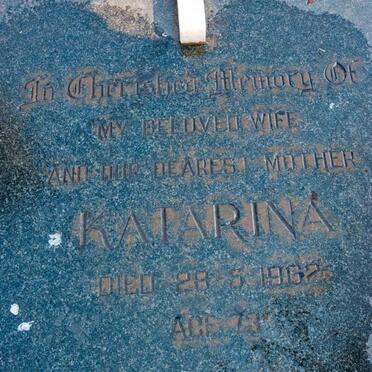 In Cherished Memory Of
MY BELOVED WIFE
AND OUR DEAREST MOTHER
KATARINA
DIED 28-5-1962
AGE 73